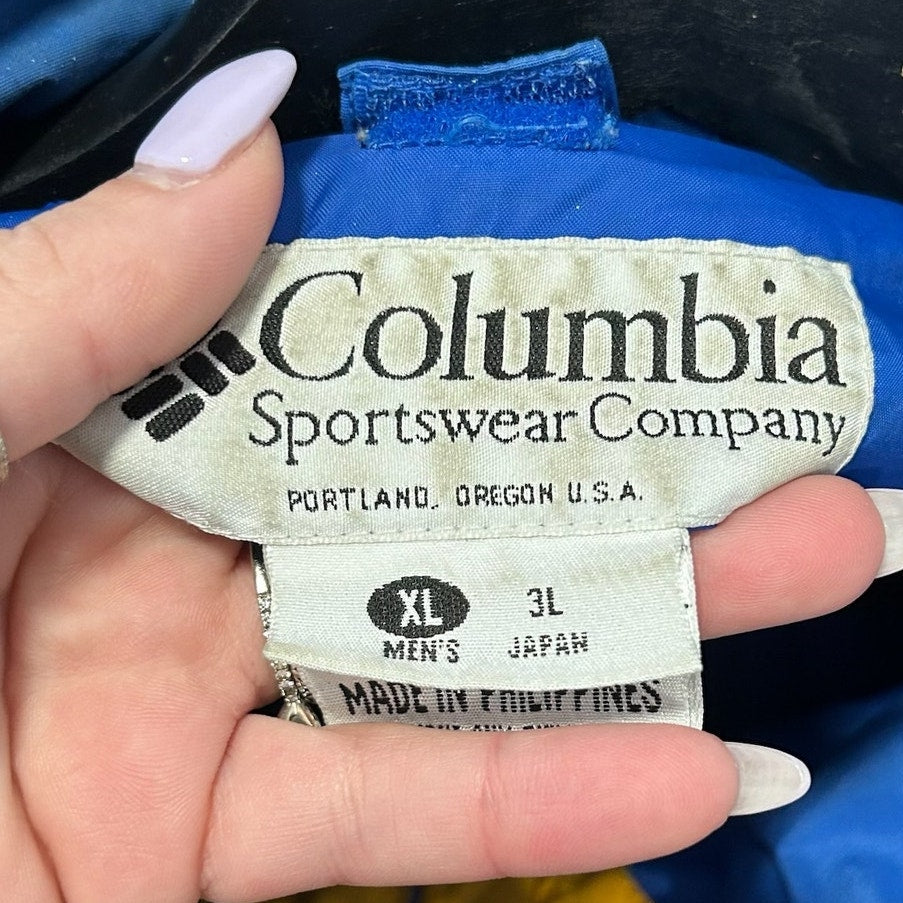 Columbia
Sportswear Company
PORTLAND, OREGON U.S.A.
XL 3L
MEN'S JAPAN
MADE IN PHILIPPINES